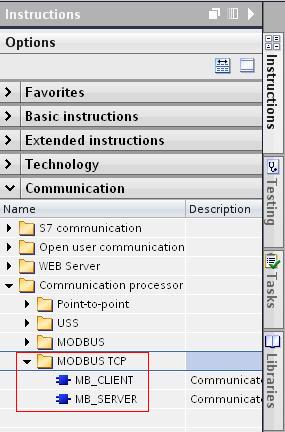 Instructions
Options
Favorites
Basic instructions
Extended instructions
Technology
Communication
Name Description
S7 communication
Open user communication
WEB Server
Communication processor
Point-to-point
USS
MODBUS
MODBUS TCP
MB_CLIENT Communicat
MB_SERVER Communicat
Instructions
Testing
Tasks
Libraries